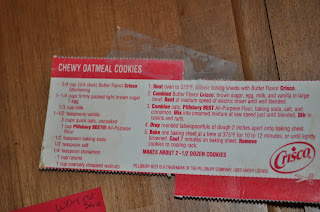 CHEWY OATMEAL COOKIES
3/4 cup (3/4 stick) Butter Flavor Crisco
Shortening
1-1/4 cups firmly packed light brown sugar
1 egg
1/3 cup milk
1-1/2 teaspoons vanilla
3 cups quick oats, uncooked
1 cup Pillsbury BEST® All-Purpose
Flour
1/2 teaspoon baking soda
1/2 teaspoon salt
1/4 teaspoon cinnamon
1 cup raisins
1 cup coarsely chopped walnuts
1. Heat oven to 375°F. Grease baking sheets with Butter Flavor Crisco.
2. Combine Butter Flavor Crisco, brown sugar, egg, milk, and vanilla in large
bowl. Beat at medium speed of electric mixer until well blended.
3. Combine oats, Pillsbury BEST All-Purpose Flour, baking soda, salt, and
cinnamon. Mix into creamed mixture at low speed just until blended. Stir in
raisins and nuts.
4. Drop rounded tablespoonfuls of dough 2 inches apart onto baking sheet.
5. Bake one baking sheet at a time at 375°F for 10 to 12 minutes, or until lightly
browned. Cool 2 minutes on baking sheet. Remove
cookies to cooling rack.
MAKES ABOUT 2 - 1/2 DOZEN COOKIES
Crisco
PILLSBURY BEST IS A TRADEMARK OF THE PILLSBURY COMPANY, USED UNDER LICENSE.